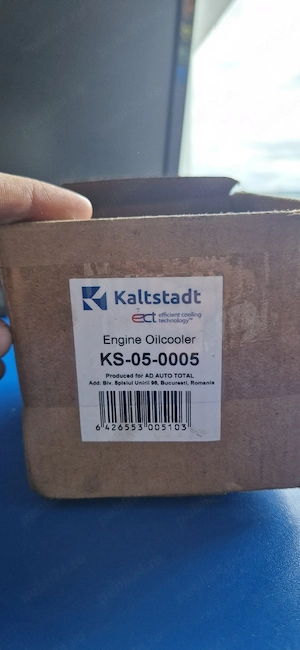 Kaltstadt
ect efficient cooling
technology™
Engine Oilcooler
KS-05-0005
Produced for AD AUTO TOTAL
Add: Blv. Splaiul Unirii 96, Bucuresti, Romania
6 426553 005103